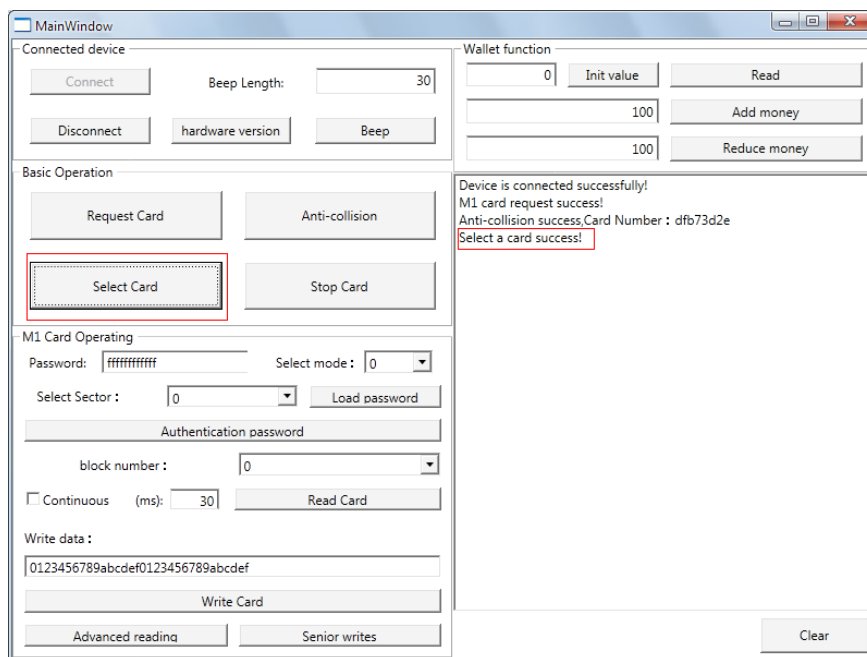 MainWindow
Connected device
Connect
Beep Length:
30
Disconnect
hardware version
Beep
Basic Operation
Request Card
Anti-collision
Select Card
Stop Card
M1 Card Operating
Password:
ffffffffffff
Select mode:
0
Select Sector:
0
Load password
Authentication password
block number:
0
Continuous
(ms):
30
Read Card
Write data:
0123456789abcdef0123456789abcdef
Write Card
Advanced reading
Senior writes
Wallet function
0
Init value
Read
100
Add money
100
Reduce money
Device is connected successfully!
M1 card request success!
Anti-collision success,Card Number: dfb73d2e
Select a card success!
Clear